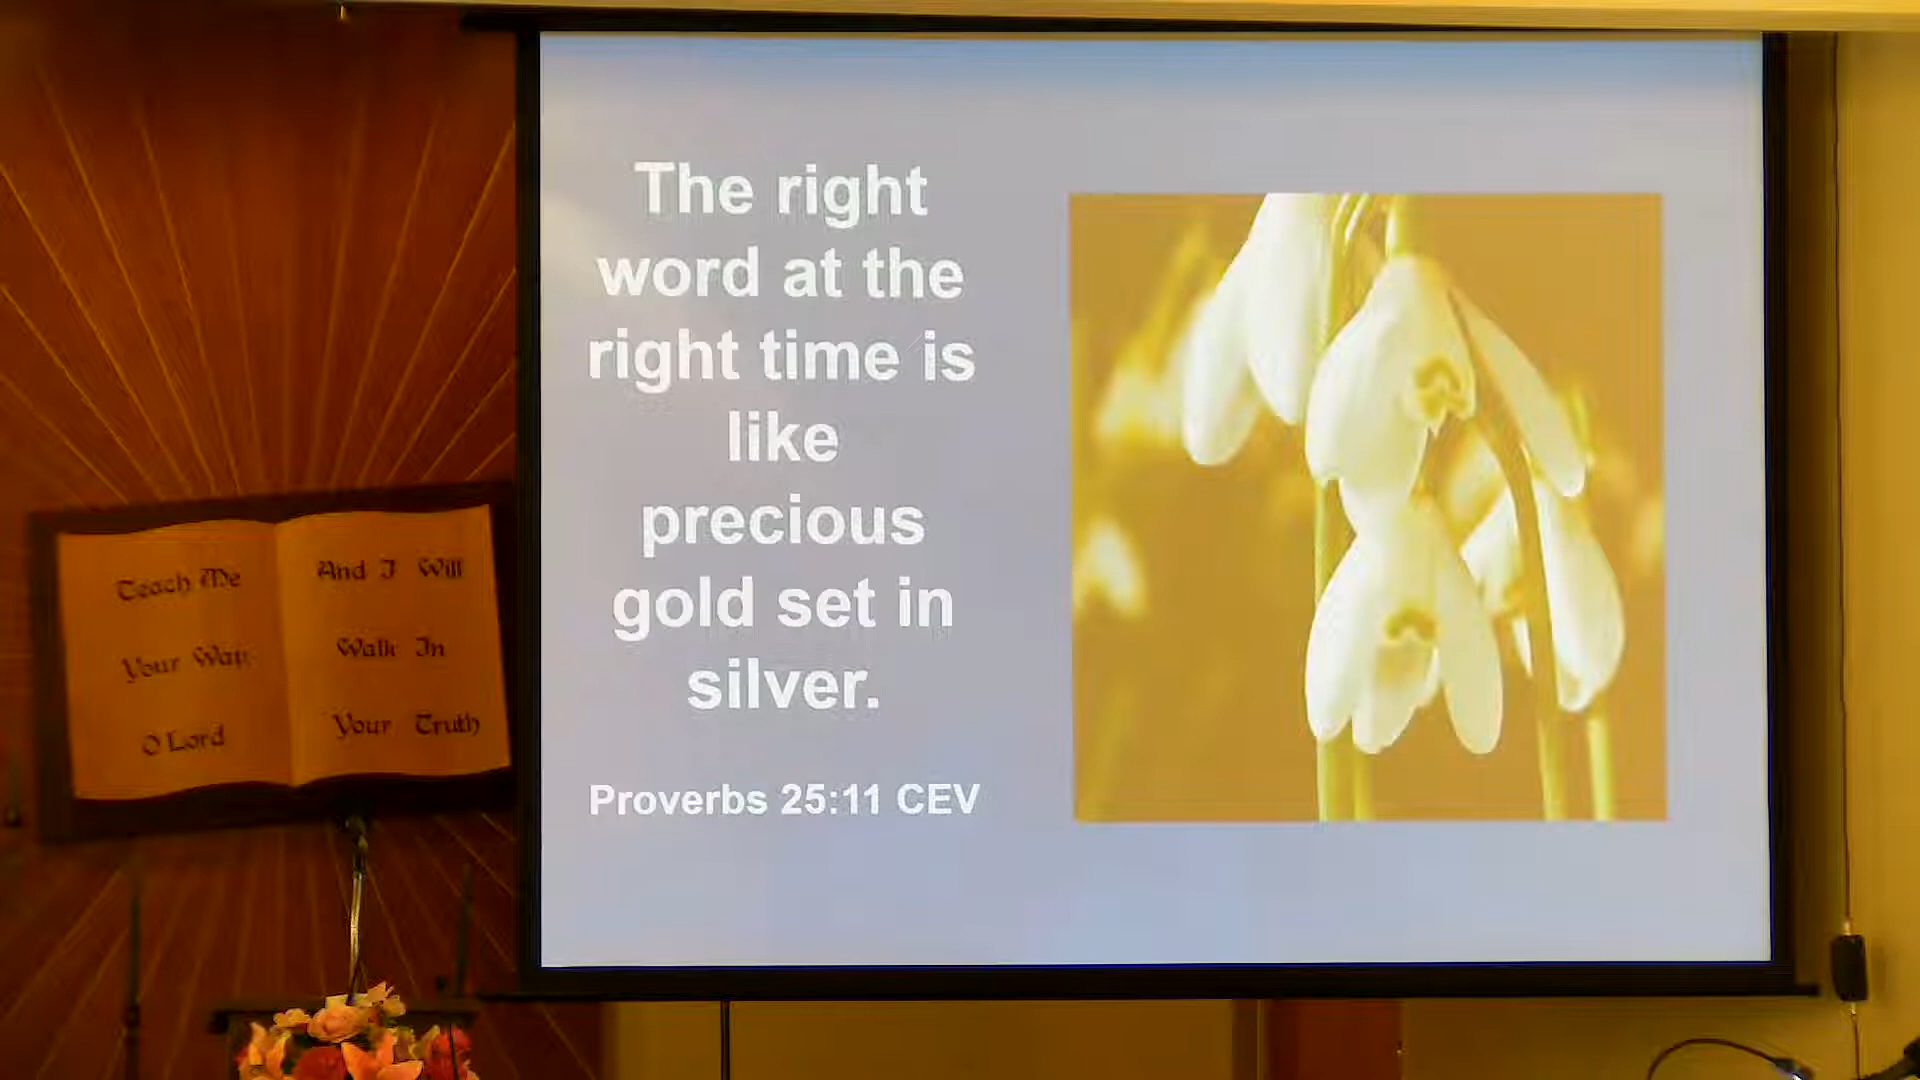 Teach Me
Your Way
O Lord
And I Will
Walk In
Your Truth
The right
word at the
right time is
like
precious
gold set in
silver.
Proverbs 25:11 CEV